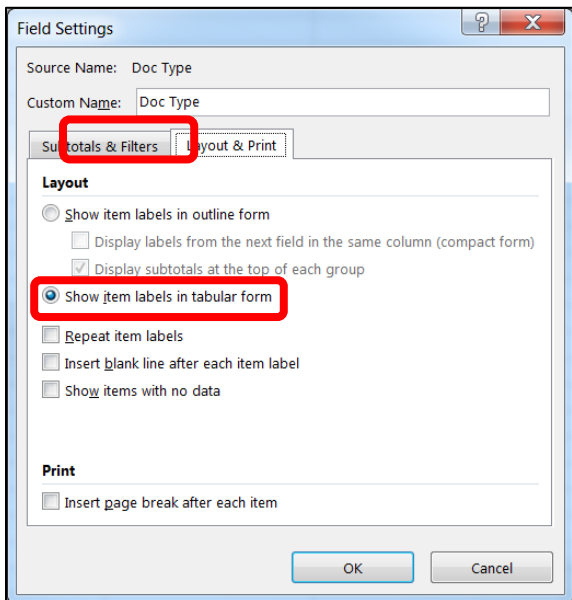 Field Settings
Source Name: Doc Type
Custom Name: Doc Type
Subtotals & Filters Layout & Print
Layout
Show item labels in outline form
Display labels from the next field in the same column (compact form)
Display subtotals at the top of each group
Show item labels in tabular form
Repeat item labels
Insert blank line after each item label
Show items with no data
Print
Insert page break after each item
OK Cancel